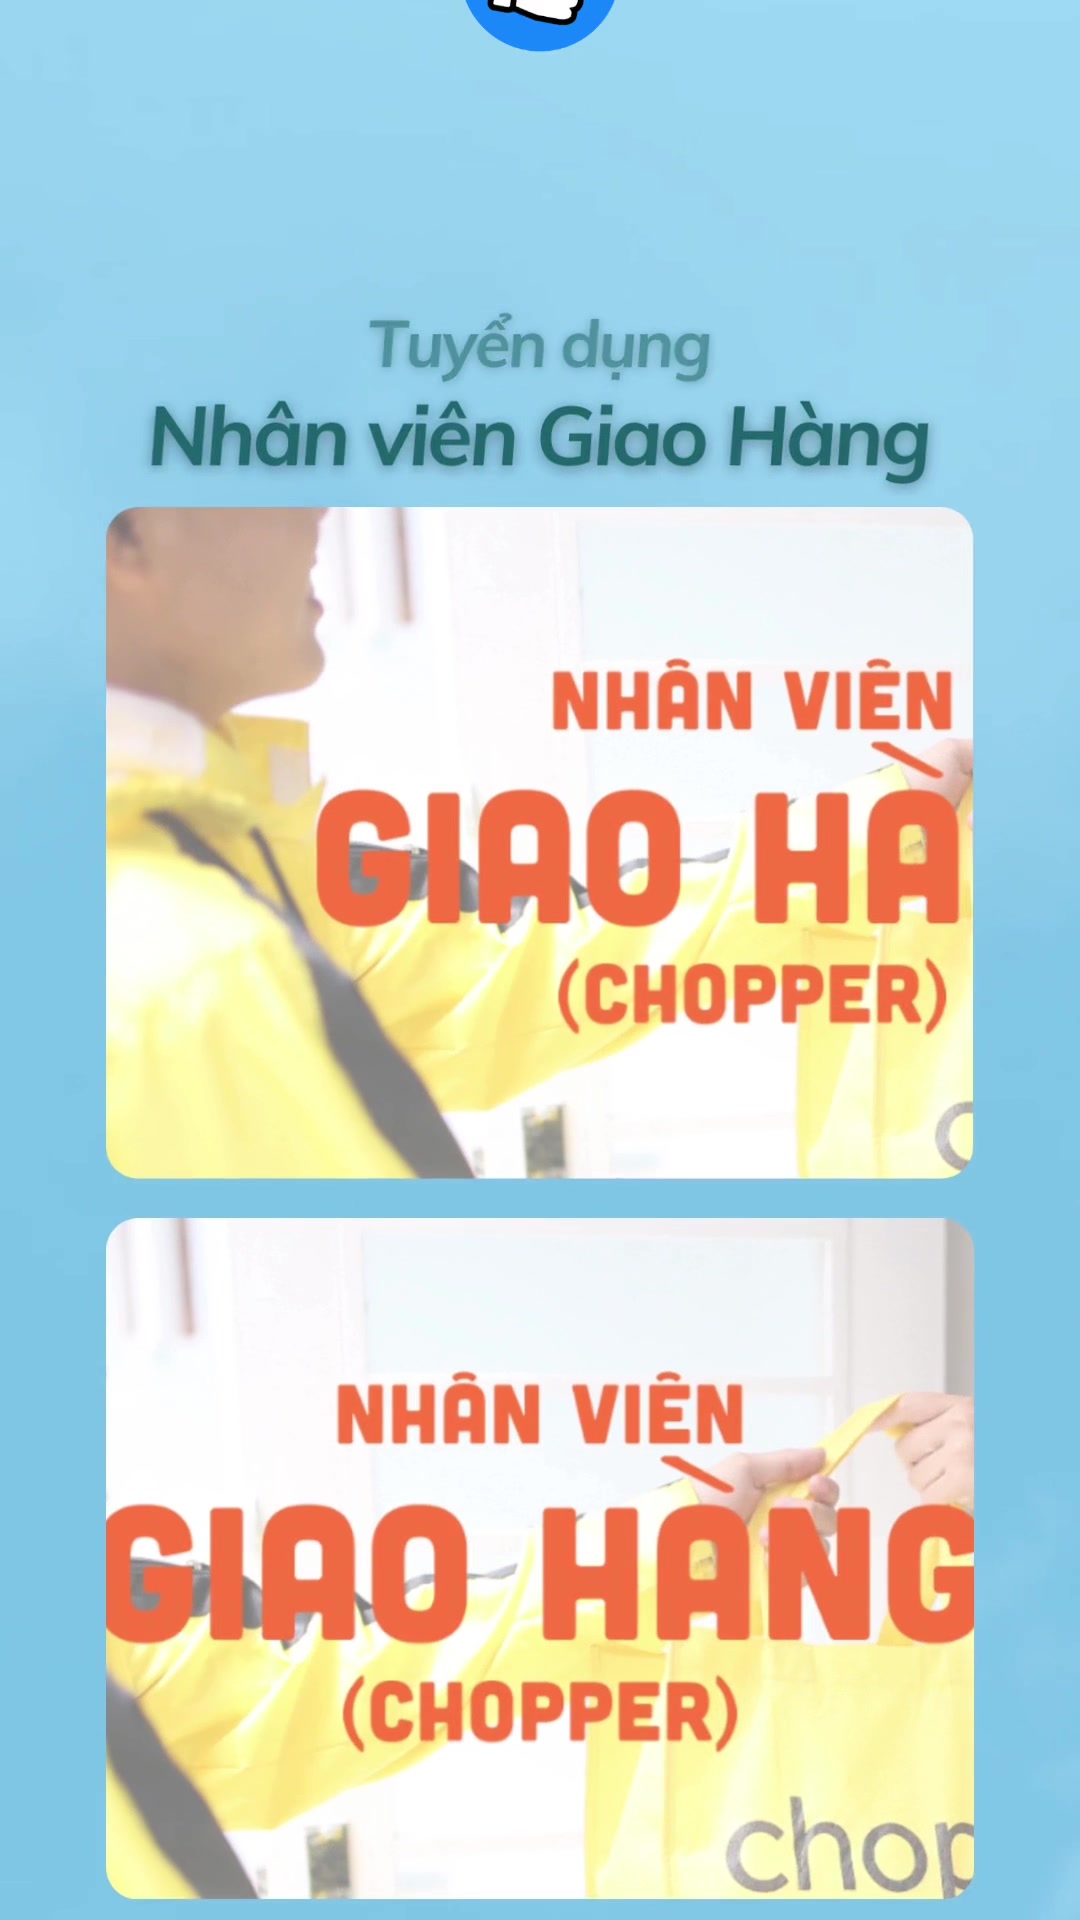 Tuyển dụng
Nhân viên Giao Hàng
NHÂN VIÊN
GIAO HÀ
(CHOPPER)
NHÂN VIÊN
GIAO HÀNG
(CHOPPER)
chop